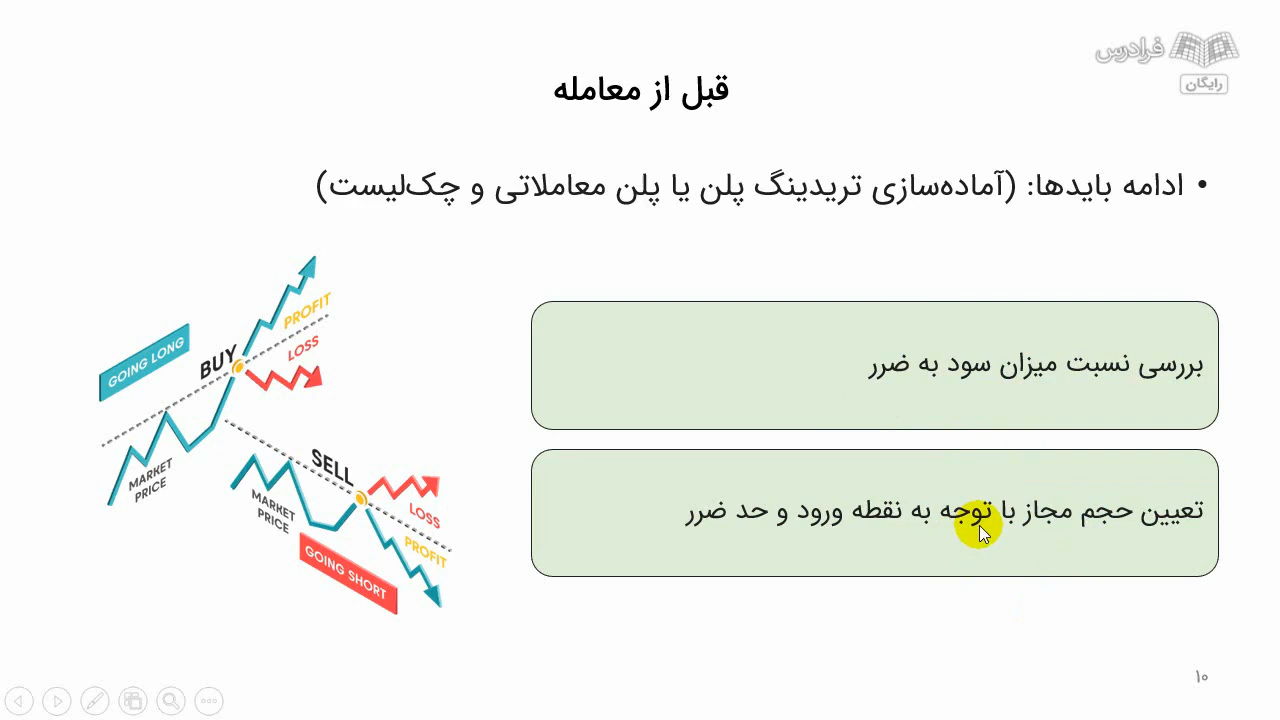 فرادرس
رایگان
قبل از معامله
• ادامه بایدها: (آماده‌سازی تریدینگ پلن یا پلن معاملاتی و چک‌لیست)
بررسی نسبت میزان سود به ضرر
تعیین حجم مجاز با توجه به نقطه ورود و حد ضرر
GOING LONG
BUY
PROFIT
LOSS
MARKET
PRICE
SELL
MARKET
PRICE
LOSS
PROFIT
GOING SHORT
۱۰